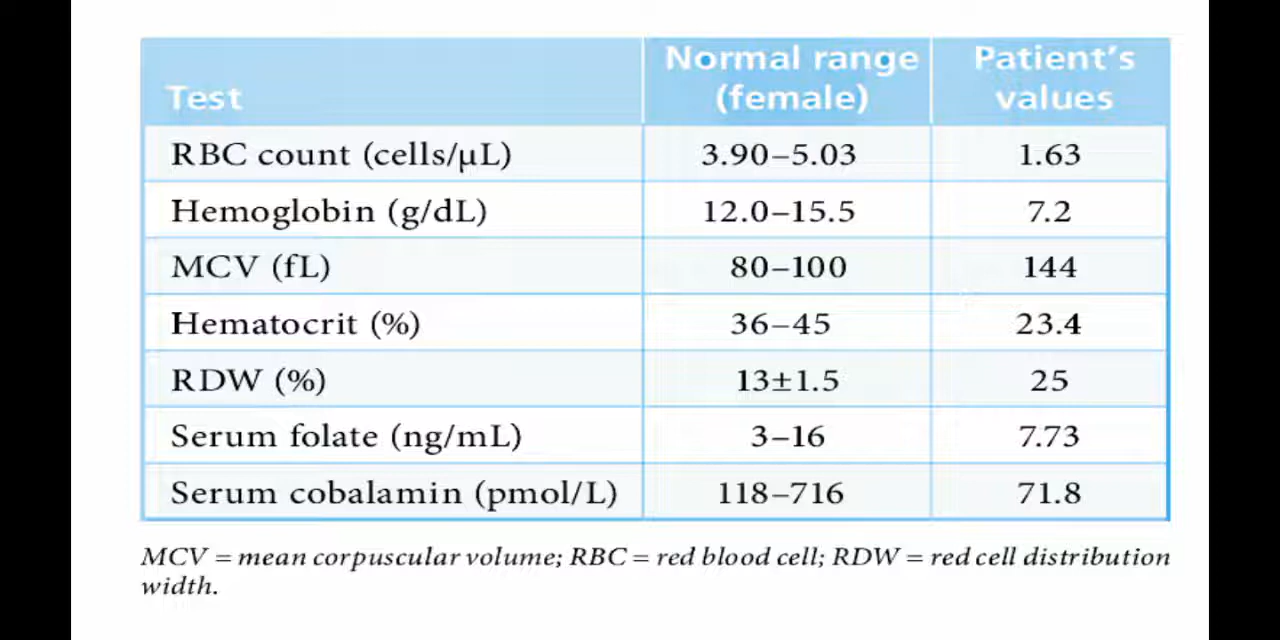 Test Normal range (female) Patient's values
RBC count (cells/μL) 3.90–5.03 1.63
Hemoglobin (g/dL) 12.0–15.5 7.2
MCV (fL) 80–100 144
Hematocrit (%) 36–45 23.4
RDW (%) 13±1.5 25
Serum folate (ng/mL) 3–16 7.73
Serum cobalamin (pmol/L) 118–716 71.8
MCV = mean corpuscular volume; RBC = red blood cell; RDW = red cell distribution
width.